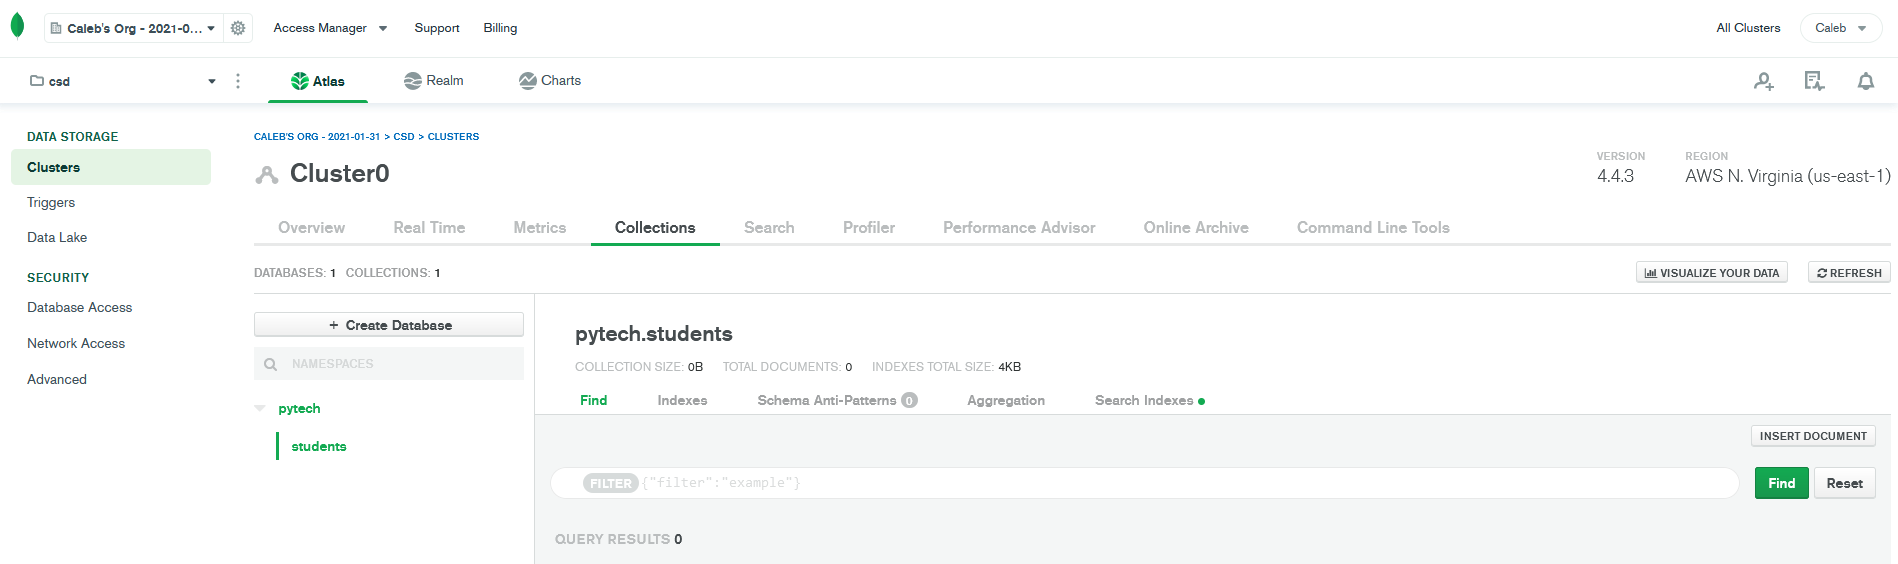 Caleb's Org - 2021-0... Access Manager Support Billing All Clusters Caleb
csd Atlas Realm Charts
DATA STORAGE
Clusters
Triggers
Data Lake
SECURITY
Database Access
Network Access
Advanced
CALEB'S ORG - 2021-01-31 > CSD > CLUSTERS
Cluster0
VERSION
4.4.3
REGION
AWS N. Virginia (us-east-1)
Overview Real Time Metrics Collections Search Profiler Performance Advisor Online Archive Command Line Tools
DATABASES: 1 COLLECTIONS: 1 VISUALIZE YOUR DATA REFRESH
+ Create Database
NAMESPACES
pytech
students
pytech.students
COLLECTION SIZE: 0B TOTAL DOCUMENTS: 0 INDEXES TOTAL SIZE: 4KB
Find Indexes Schema Anti-Patterns 0 Aggregation Search Indexes
INSERT DOCUMENT
FILTER {"filter":"example"} Find Reset
QUERY RESULTS 0